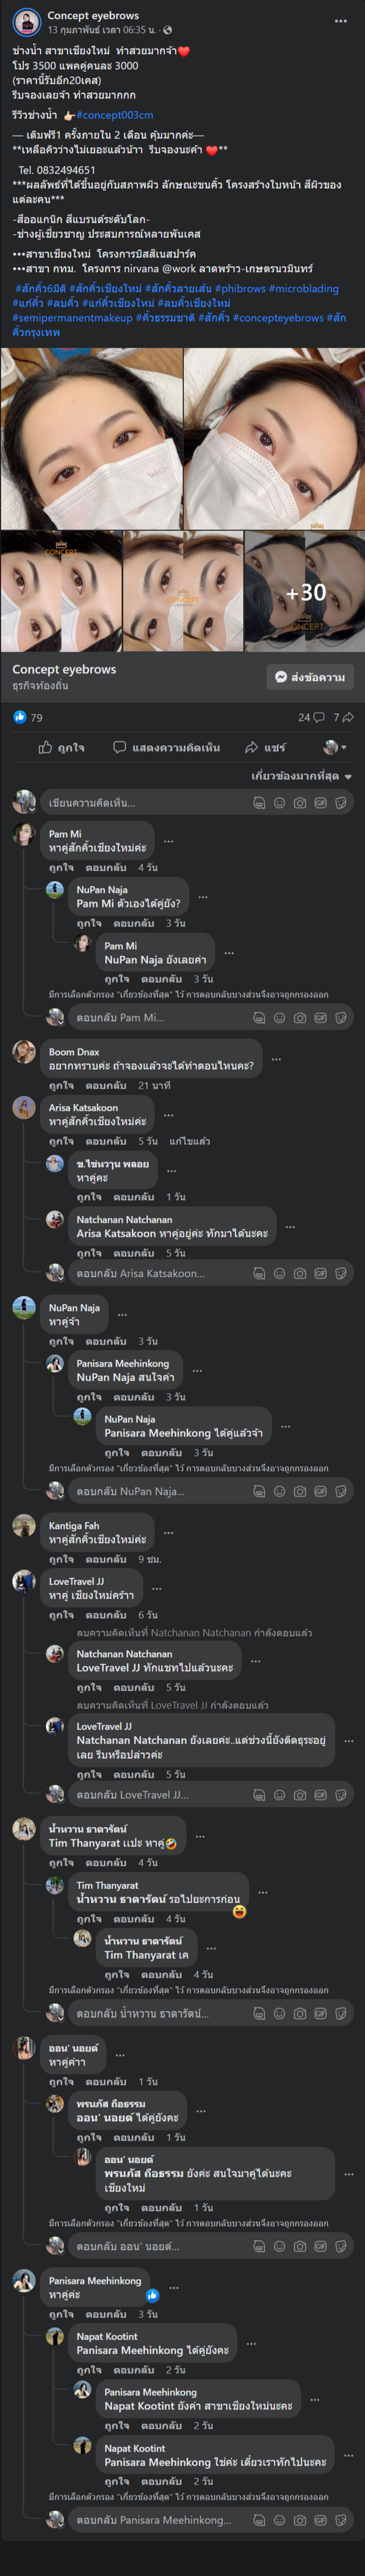 Concept eyebrows
13 กุมภาพันธ์ เวลา 06:35 น. ·
ช่างน้ำ สาขาเชียงใหม่ ทำสวยมากจ้า❤️
โปร 3500 แพคคู่คนละ 3000
(ราคานี้รับอีก20เคส)
รีบจองเลยจ้า ทำสวยมากกก
รีวิวช่างน้ำ 👉🏻#concept003cm
— เติมฟรี1 ครั้งภายใน 2 เดือน คุ้มมากค่ะ—
**เหลือคิวว่างไม่เยอะแล้วน้าา รีบจองนะค้า ❤️**
Tel. 0832494651
***ผลลัพธ์ที่ได้ขึ้นอยู่กับสภาพผิว ลักษณะขนคิ้ว โครงสร้างใบหน้า สีผิวของ
แต่ละคน***
-สีออแกนิก สีแบรนด์ระดับโลก-
-ช่างผู้เชี่ยวชาญ ประสบการณ์หลายพันเคส
•••สาขาเชียงใหม่ โครงการบิสสิเนสปาร์ค
•••สาขา กทม. โครงการ nirvana @work ลาดพร้าว-เกษตรนวมินทร์
#สักคิ้ว6มิติ #สักคิ้วเชียงใหม่ #สักคิ้วลายเส้น #phibrows #microblading
#แก้คิ้ว #ลบคิ้ว #แก้คิ้วเชียงใหม่ #ลบคิ้วเชียงใหม่
#semipermanentmakeup #คิ้วธรรมชาติ #สักคิ้ว #concepteyebrows #สัก
คิ้วกรุงเทพ
CONCEPT
+30
CONCEPT
Concept eyebrows
ธุรกิจท้องถิ่น
ส่งข้อความ
79
24
7
ถูกใจ
แสดงความคิดเห็น
แชร์
เกี่ยวข้องมากที่สุด
เขียนความคิดเห็น...
GIF
Pam Mi
หาคู่สักคิ้วเชียงใหม่ค่ะ
ถูกใจ ตอบกลับ 4 วัน
NuPan Naja
Pam Mi ตัวเองได้คู่ยัง?
ถูกใจ ตอบกลับ 3 วัน
Pam Mi
NuPan Naja ยังเลยค่า
ถูกใจ ตอบกลับ 3 วัน
มีการเลือกตัวกรอง "เกี่ยวข้องที่สุด" ไว้ การตอบกลับบางส่วนจึงอาจถูกกรองออก
ตอบกลับ Pam Mi...
GIF
Boom Dnax
อยากทราบค่ะ ถ้าจองแล้วจะได้ทำตอนไหนคะ?
ถูกใจ ตอบกลับ 21 นาที
Arisa Katsakoon
หาคู่สักคิ้วเชียงใหม่ค่ะ
ถูกใจ ตอบกลับ 5 วัน แก้ไขแล้ว
ข.ไข่หวาาน พลอย
หาคู่คะ
ถูกใจ ตอบกลับ 1 วัน
Natchanan Natchanan
Arisa Katsakoon หาคู่อยู่ค่ะ ทักมาได้นะคะ
ถูกใจ ตอบกลับ 5 วัน
ตอบกลับ Arisa Katsakoon...
GIF
NuPan Naja
หาคู่จ้า
ถูกใจ ตอบกลับ 3 วัน
Panisara Meehinkong
NuPan Naja สนใจค่า
ถูกใจ ตอบกลับ 3 วัน
NuPan Naja
Panisara Meehinkong ได้คู่แล้วจ้า
ถูกใจ ตอบกลับ 3 วัน
มีการเลือกตัวกรอง "เกี่ยวข้องที่สุด" ไว้ การตอบกลับบางส่วนจึงอาจถูกกรองออก
ตอบกลับ NuPan Naja...
GIF
Kantiga Fah
หาคู่สักคิ้วเชียงใหม่ค่ะ
ถูกใจ ตอบกลับ 9 ชม.
LoveTravel JJ
หาคู่ เชียงใหม่คร้าา
ถูกใจ ตอบกลับ 6 วัน
ลบความคิดเห็นที่ Natchanan Natchanan กำลังตอบแล้ว
Natchanan Natchanan
LoveTravel JJ ทักแชทไปแล้วนะคะ
ถูกใจ ตอบกลับ 5 วัน
ลบความคิดเห็นที่ LoveTravel JJ กำลังตอบแล้ว
LoveTravel JJ
Natchanan Natchanan ยังเลยค่ะ..แต่ช่วงนี้ยังติดธุระอยู่
เลย รีบหรือปล่าวค่ะ
ถูกใจ ตอบกลับ 5 วัน
ตอบกลับ LoveTravel JJ...
GIF
น้ำหวาน ธาดารัตน์
Tim Thanyarat แปะ หาคู่🤣
ถูกใจ ตอบกลับ 4 วัน
Tim Thanyarat
น้ำหวาน ธาดารัตน์ รอไปยะการก่อน
ถูกใจ ตอบกลับ 4 วัน
น้ำหวาน ธาดารัตน์
Tim Thanyarat เค
ถูกใจ ตอบกลับ 4 วัน
มีการเลือกตัวกรอง "เกี่ยวข้องที่สุด" ไว้ การตอบกลับบางส่วนจึงอาจถูกกรองออก
ตอบกลับ น้ำหวาน ธาดารัตน์...
GIF
ออน' นอยด์
หาคู่ค่าา
ถูกใจ ตอบกลับ 1 วัน
พรนภัส ถือธรรม
ออน' นอยด์ ได้คู่ยังคะ
ถูกใจ ตอบกลับ 1 วัน
ออน' นอยด์
พรนภัส ถือธรรม ยังค่ะ สนใจมาคู่ได้นะคะ
เชียงใหม่
ถูกใจ ตอบกลับ 1 วัน
มีการเลือกตัวกรอง "เกี่ยวข้องที่สุด" ไว้ การตอบกลับบางส่วนจึงอาจถูกกรองออก
ตอบกลับ ออน' นอยด์...
GIF
Panisara Meehinkong
หาคู่ค่ะ
ถูกใจ ตอบกลับ 3 วัน
Napat Kootint
Panisara Meehinkong ได้คู่ยังคะ
ถูกใจ ตอบกลับ 2 วัน
Panisara Meehinkong
Napat Kootint ยังค่า สาขาเชียงใหม่นะคะ
ถูกใจ ตอบกลับ 2 วัน
Napat Kootint
Panisara Meehinkong ใช่ค่ะ เดี๋ยวเราทักไปนะคะ
ถูกใจ ตอบกลับ 2 วัน
มีการเลือกตัวกรอง "เกี่ยวข้องที่สุด" ไว้ การตอบกลับบางส่วนจึงอาจถูกกรองออก
ตอบกลับ Panisara Meehinkong...
GIF